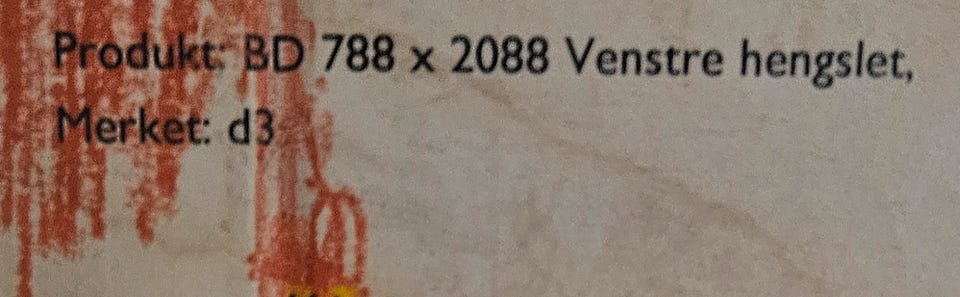 Produkt: BD 788 x 2088 Venstre hengslet,
Merket: d3